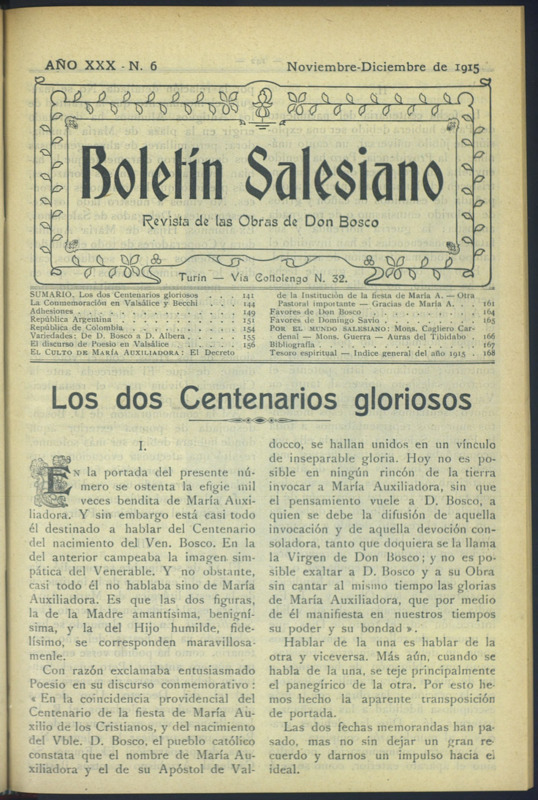 AÑO XXX - N. 6
Noviembre-Diciembre de 1915
Boletín Salesiano
Revista de las Obras de Don Bosco
Turín — Via Cottolengo N. 32.
SUMARIO. Los dos Centenarios gloriosos . . . . 141
La Conmemoración en Valsálice y Becchi . . . . 144
Adhesiones . . . . 149
República Argentina . . . . 151
República de Colombia . . . . 154
Variedades: De D. Bosco a D. Albera . . . . 155
El discurso de Poesio en Valsálice . . . . 156
EL CULTO DE MARÍA AUXILIADORA: El Decreto
de la Institución de la fiesta de María A. — Otra
Pastoral importante — Gracias de María A. . . 161
Favores de Don Bosco . . . . 164
Favores de Domingo Savio . . . . 165
POR EL MUNDO SALESIANO: Mons. Cagliero Car-
denal — Mons. Guerra — Auras del Tibidabo . 166
Bibliografía . . . . 167
Tesoro espiritual — Indice general del año 1915 . 168
Los dos Centenarios gloriosos
I.
EN la portada del presente nú-
mero se ostenta la efigie mil
veces bendita de María Auxi-
liadora. Y sin embargo está casi todo
él destinado a hablar del Centenario
del nacimiento del Ven. Bosco. En la
del anterior campeaba la imagen sim-
pática del Venerable. Y no obstante,
casi todo él no hablaba sino de María
Auxiliadora. Es que las dos figuras,
la de la Madre amantísima, benigní-
sima, y la del Hijo humilde, fide-
lísimo, se corresponden maravillosa-
menle.
Con razón exclamaba entusiasmado
Poesio en su discurso conmemorativo:
« En la coincidencia providencial del
Centenario de la fiesta de María Au-
xilio de los Cristianos, y del nacimiento
del Vble. D. Bosco, el pueblo católico
constata que el nombre de María Au-
xiliadora y el de su Apóstol de Val-
docco, se hallan unidos en un vínculo
de inseparable gloria. Hoy no es po-
sible en ningún rincón de la tierra
invocar a María Auxiliadora, sin que
el pensamiento vuele a D. Bosco, a
quien se debe la difusión de aquella
invocación y de aquella devoción con-
soladora, tanto que doquiera se la llama
la Virgen de Don Bosco; y no es po-
sible exaltar a D. Bosco y a su Obra
sin cantar al mismo tiempo las glorias
de María Auxiliadora, que por medio
de él manifiesta en nuestros tiempos
su poder y su bondad ».
Hablar de la una es hablar de la
otra y viceversa. Más aún, cuando se
habla de la una, se teje principalmente
el panegírico de la otra. Por esto he-
mos hecho la aparente transposición
de portada.
Las dos fechas memorandas han pa-
sado, mas no sin dejar un gran re-
cuerdo y darnos un impulso hacia el
ideal.